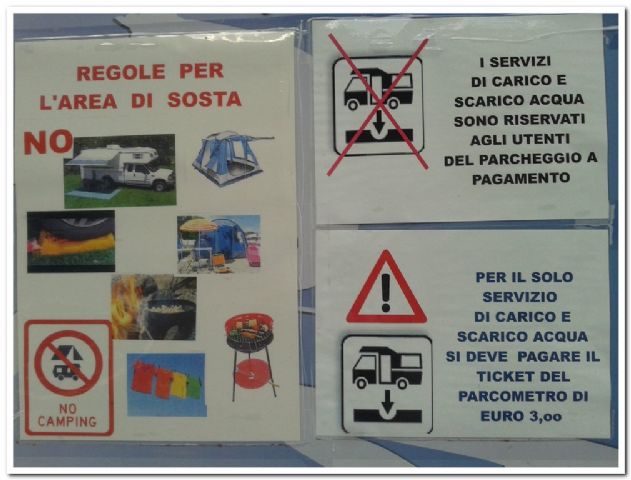 REGOLE PER
L'AREA DI SOSTA
NO
NO
CAMPING
I SERVIZI
DI CARICO E
SCARICO ACQUA
SONO RISERVATI
AGLI UTENTI
DEL PARCHEGGIO A
PAGAMENTO
PER IL SOLO
SERVIZIO
DI CARICO E
SCARICO ACQUA
SI DEVE PAGARE IL
TICKET DEL
PARCOMETRO DI
EURO 3,oo